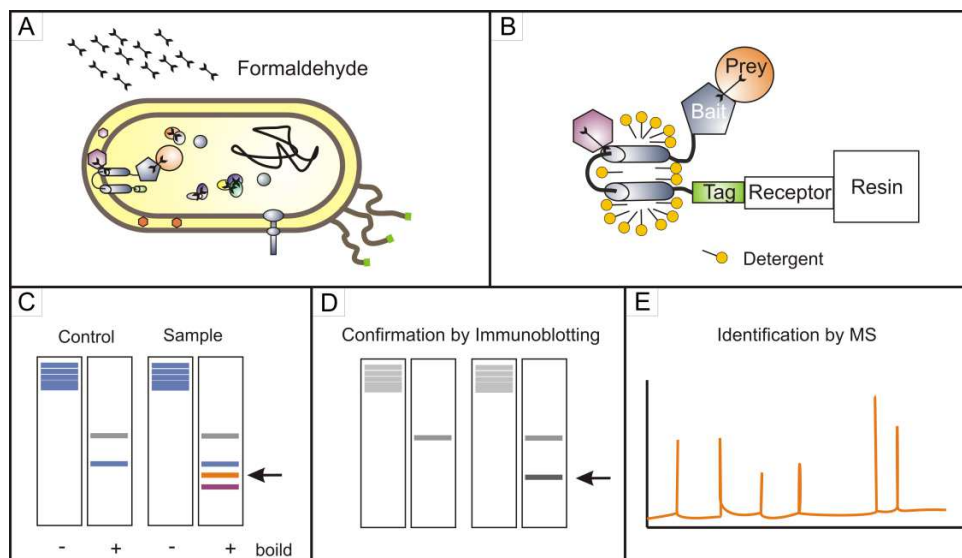 A
Formaldehyde
B
Prey
Bait
Tag Receptor Resin
Detergent
C
Control Sample
- + - + boild
D
Confirmation by Immunoblotting
E
Identification by MS